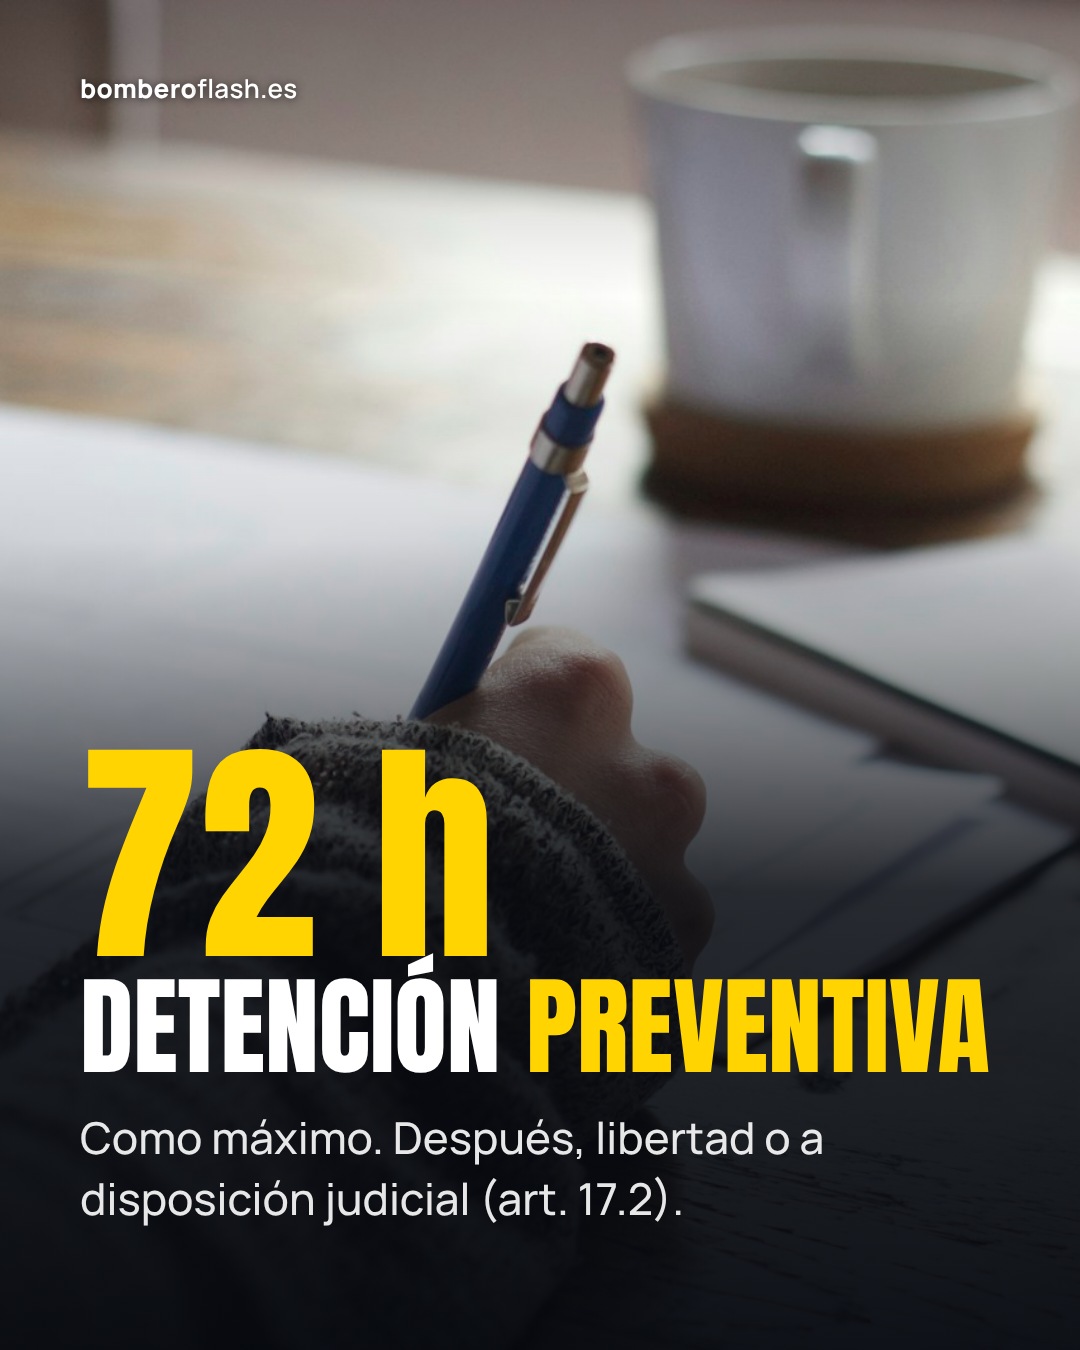 bomberoflash.es
72 h
DETENCIÓN PREVENTIVA
Como máximo. Después, libertad o a
disposición judicial (art. 17.2).